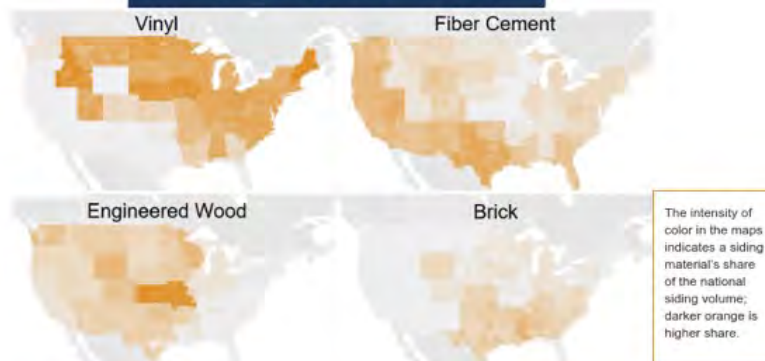 Vinyl
Fiber Cement
Engineered Wood
Brick
The intensity of
color in the maps
indicates a siding
material's share
of the national
siding volume;
darker orange is
higher share.